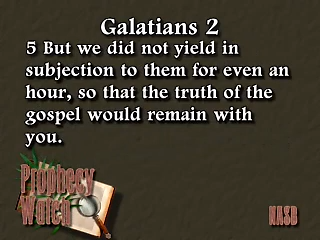 Galatians 2
5 But we did not yield in
subjection to them for even an
hour, so that the truth of the
gospel would remain with
you.
Prophecy
Watch
NASB